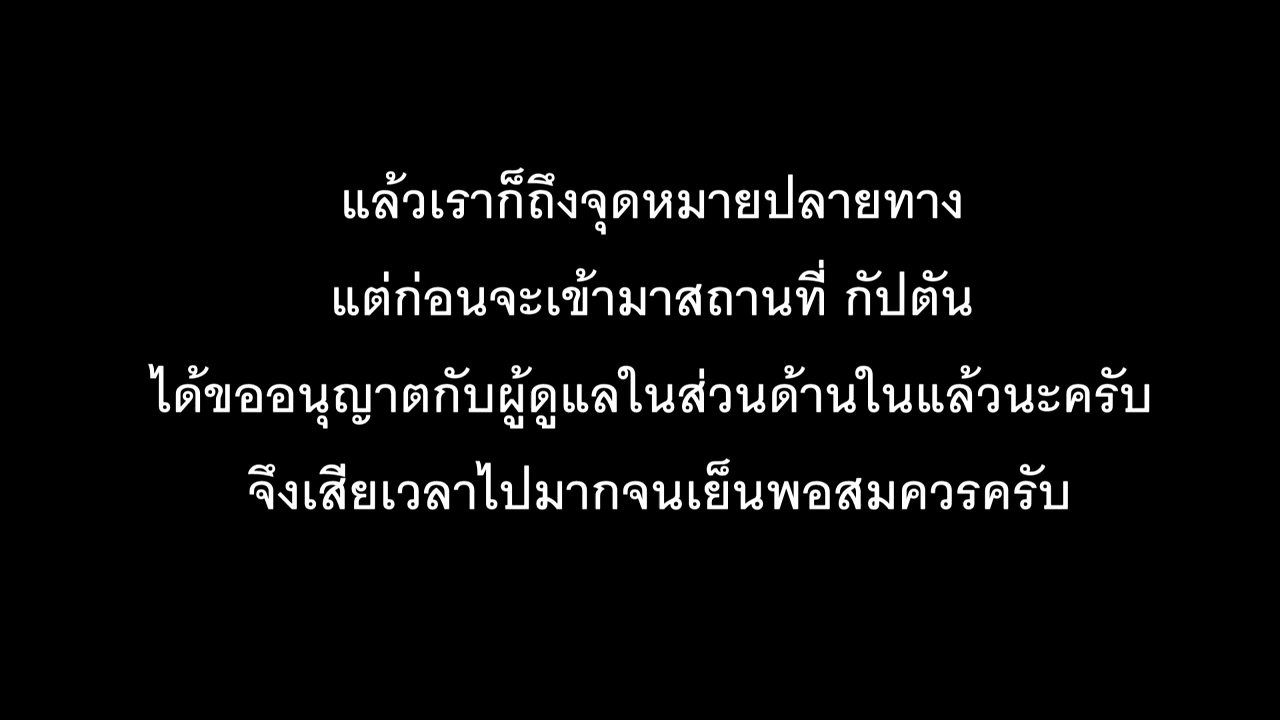 แล้วเราก็ถึงจุดหมายปลายทาง
แต่ก่อนจะเข้ามาสถานที่ กัปตัน
ได้ขออนุญาตกับผู้ดูแลในส่วนด้านในแล้วนะครับ
จึงเสียเวลาไปมากจนเย็นพอสมควรครับ